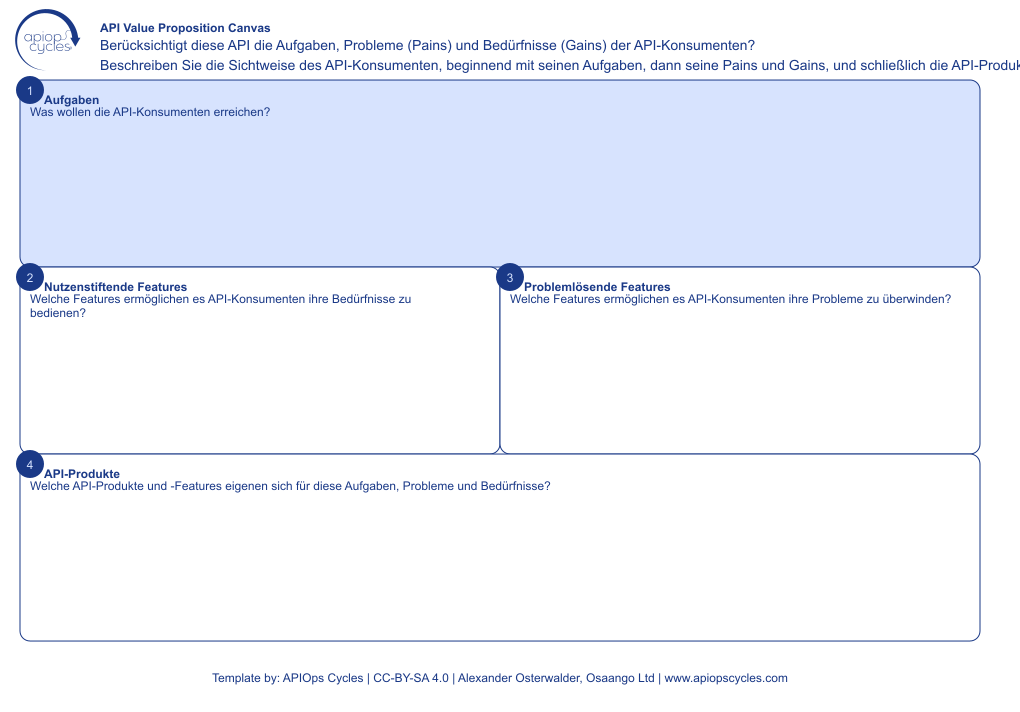 apiops
cycles
API Value Proposition Canvas
Berücksichtigt diese API die Aufgaben, Probleme (Pains) und Bedürfnisse (Gains) der API-Konsumenten?
Beschreiben Sie die Sichtweise des API-Konsumenten, beginnend mit seinen Aufgaben, dann seine Pains und Gains, und schließlich die API-Produk
1
Aufgaben
Was wollen die API-Konsumenten erreichen?
2
Nutzenstiftende Features
Welche Features ermöglichen es API-Konsumenten ihre Bedürfnisse zu
bedienen?
3
Problemlösende Features
Welche Features ermöglichen es API-Konsumenten ihre Probleme zu überwinden?
4
API-Produkte
Welche API-Produkte und -Features eigenen sich für diese Aufgaben, Probleme und Bedürfnisse?
Template by: APIOps Cycles | CC-BY-SA 4.0 | Alexander Osterwalder, Osaango Ltd | www.apiopscycles.com